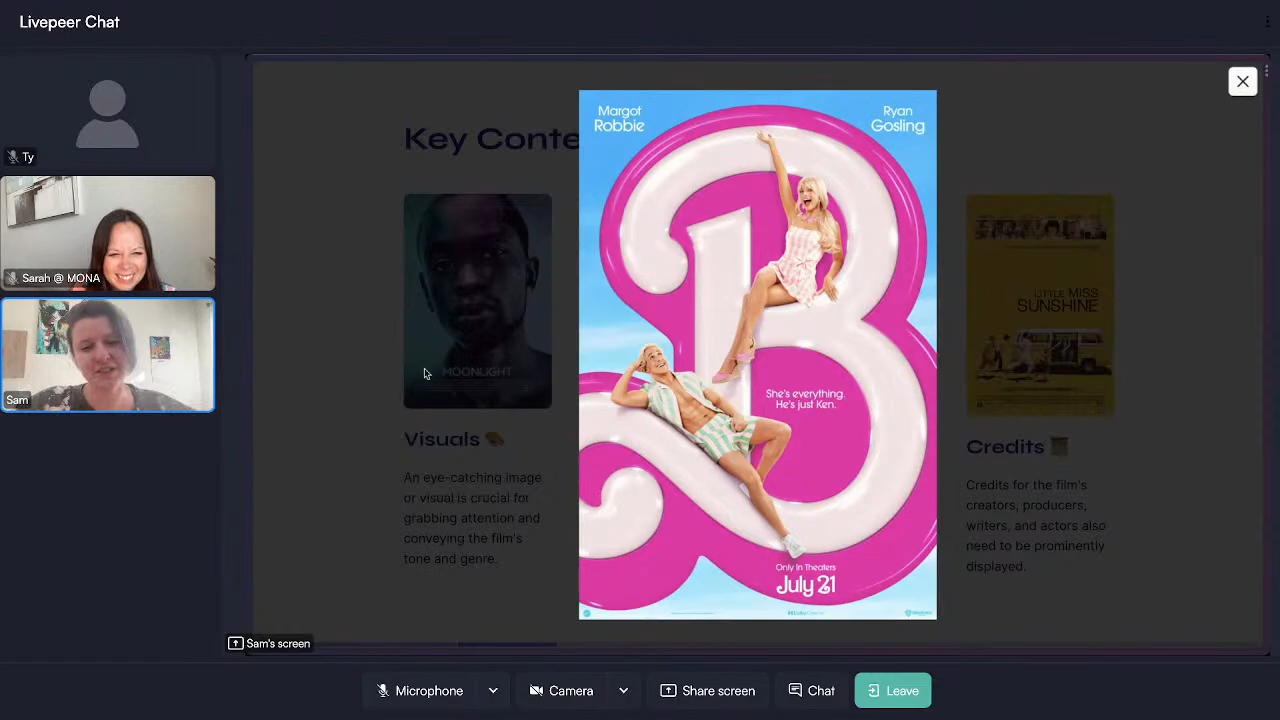 Livepeer Chat
Ty
Sarah @ MONA
Sam
Key Conte
MOONLIGHT
Visuals
An eye-catching image
or visual is crucial for
grabbing attention and
conveying the film's
tone and genre.
Margot
Robbie
Ryan
Gosling
She's everything.
He's just Ken.
Only In Theaters
July 21
LITTLE MISS
SUNSHINE
Credits
Credits for the film's
creators, producers,
writers, and actors also
need to be prominently
displayed.
Sam's screen
Microphone
Camera
Share screen
Chat
Leave